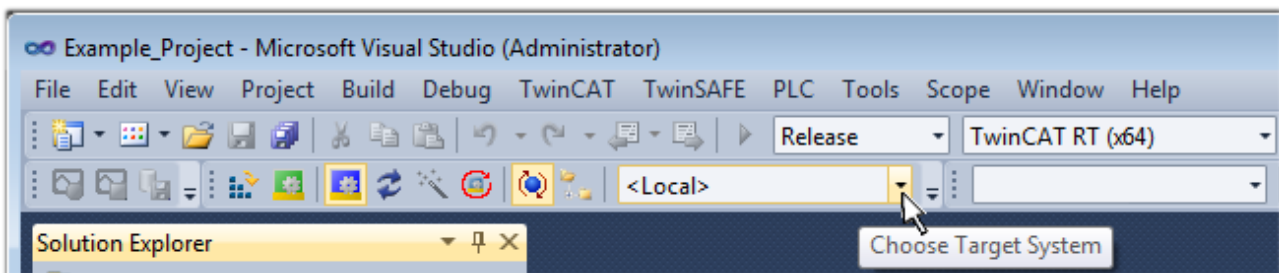 Example_Project - Microsoft Visual Studio (Administrator)
File Edit View Project Build Debug TwinCAT TwinSAFE PLC Tools Scope Window Help
Release TwinCAT RT (x64)
<Local>
Solution Explorer
Choose Target System